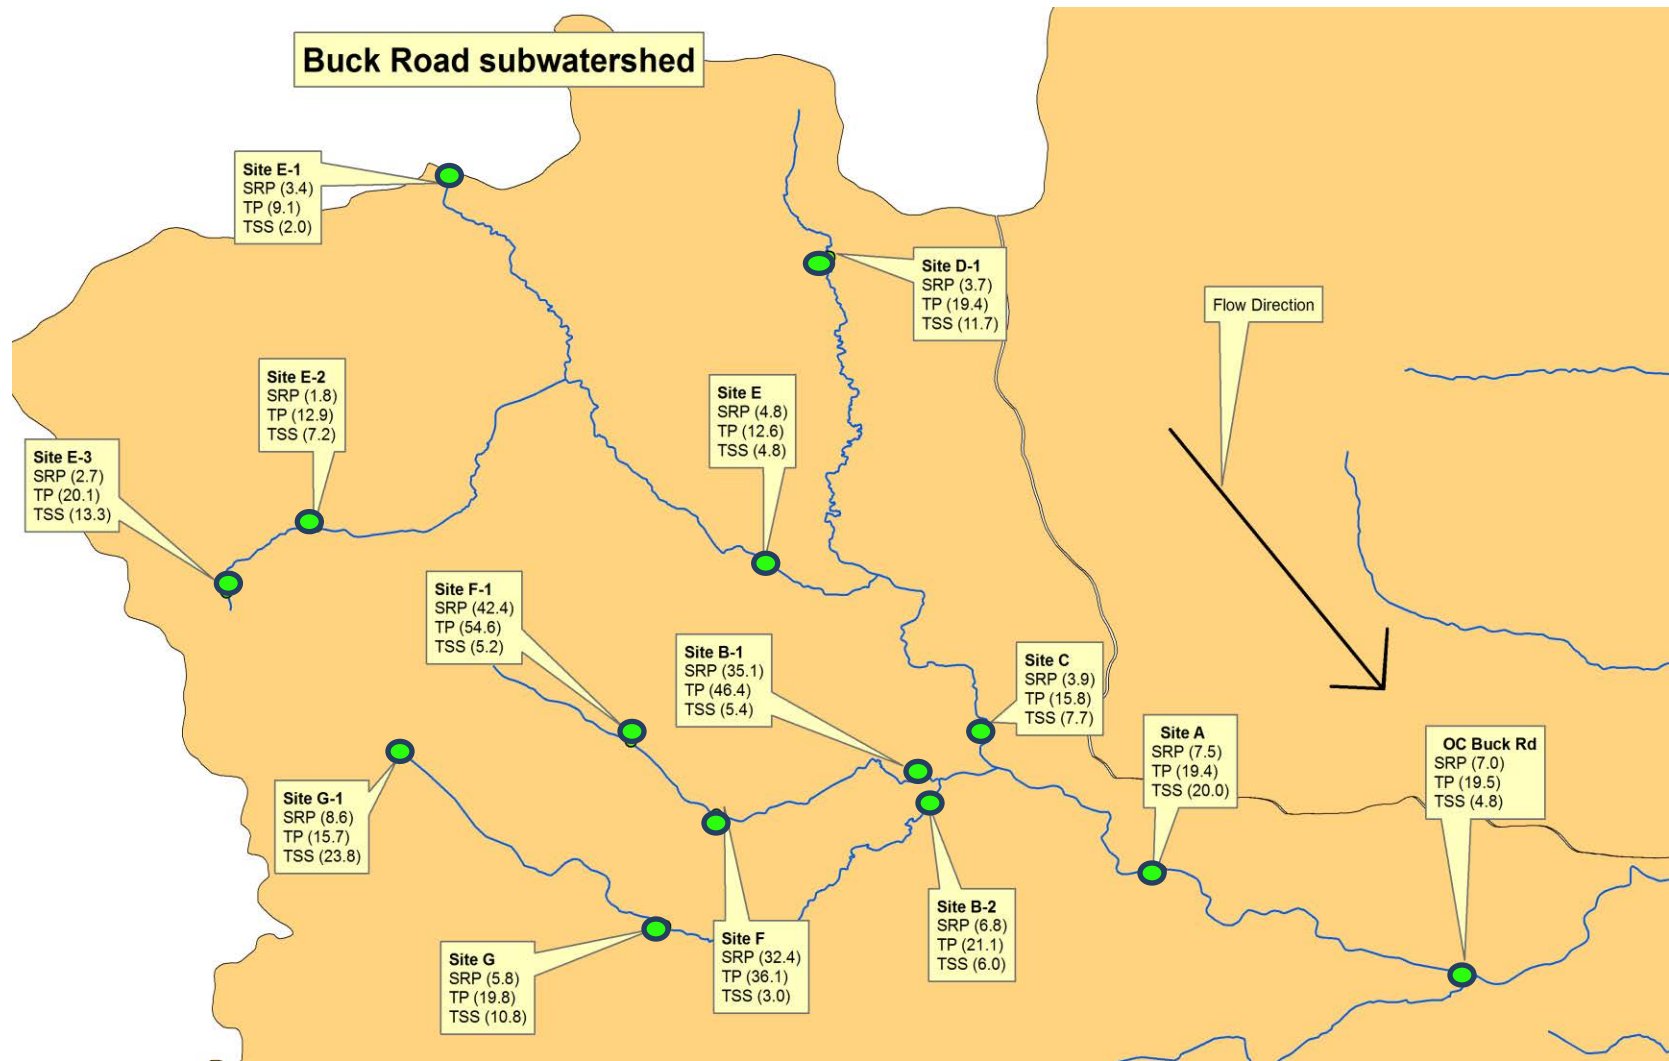 Buck Road subwatershed
Site E-1
SRP (3.4)
TP (9.1)
TSS (2.0)
Site D-1
SRP (3.7)
TP (19.4)
TSS (11.7)
Flow Direction
Site E-2
SRP (1.8)
TP (12.9)
TSS (7.2)
Site E
SRP (4.8)
TP (12.6)
TSS (4.8)
Site E-3
SRP (2.7)
TP (20.1)
TSS (13.3)
Site F-1
SRP (42.4)
TP (54.6)
TSS (5.2)
Site B-1
SRP (35.1)
TP (46.4)
TSS (5.4)
Site C
SRP (3.9)
TP (15.8)
TSS (7.7)
Site A
SRP (7.5)
TP (19.4)
TSS (20.0)
OC Buck Rd
SRP (7.0)
TP (19.5)
TSS (4.8)
Site G-1
SRP (8.6)
TP (15.7)
TSS (23.8)
Site B-2
SRP (6.8)
TP (21.1)
TSS (6.0)
Site F
SRP (32.4)
TP (36.1)
TSS (3.0)
Site G
SRP (5.8)
TP (19.8)
TSS (10.8)